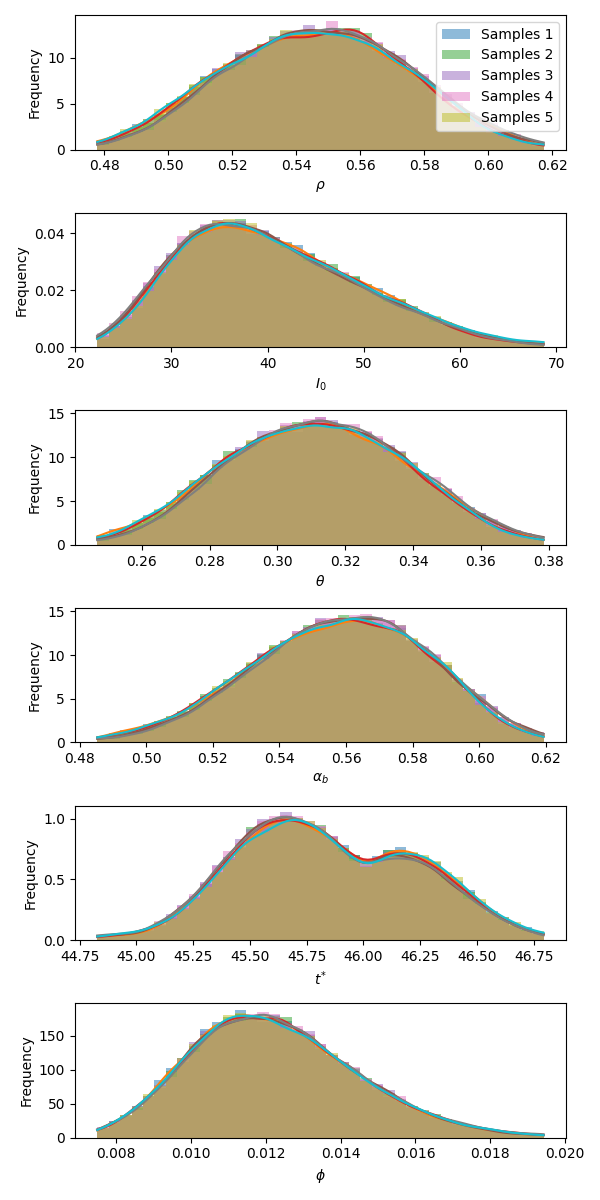 Frequency
10
5
0
0.48 0.50 0.52 0.54 0.56 0.58 0.60 0.62
ρ
Samples 1
Samples 2
Samples 3
Samples 4
Samples 5
Frequency
0.04
0.02
0.00
20 30 40 50 60 70
I₀
Frequency
15
10
5
0
0.26 0.28 0.30 0.32 0.34 0.36 0.38
θ
Frequency
15
10
5
0
0.48 0.50 0.52 0.54 0.56 0.58 0.60 0.62
α_b
Frequency
1.0
0.5
0.0
44.75 45.00 45.25 45.50 45.75 46.00 46.25 46.50 46.75
t*
Frequency
150
100
50
0
0.008 0.010 0.012 0.014 0.016 0.018 0.020
ϕ